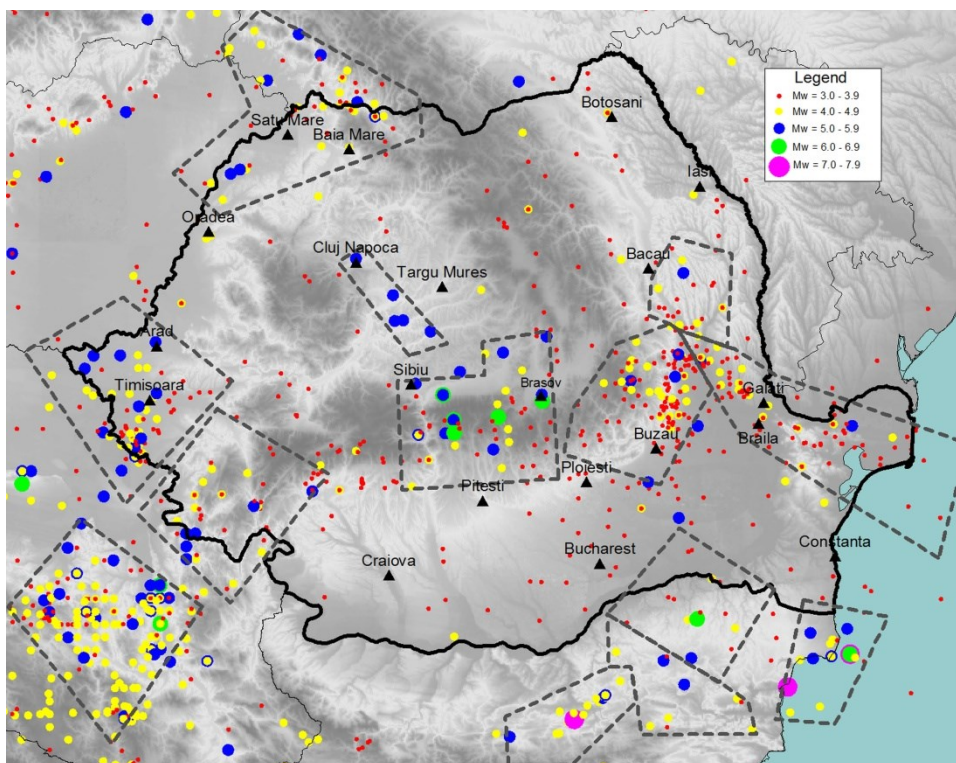 Legend
Mw = 3.0 - 3.9
Mw = 4.0 - 4.9
Mw = 5.0 - 5.9
Mw = 6.0 - 6.9
Mw = 7.0 - 7.9
Botosani
Satu Mare
Baia Mare
Iasi
Oradea
Cluj Napoca
Bacau
Targu Mures
Arad
Sibiu
Timisoara
Brasov
Galati
Braila
Buzau
Ploiesti
Pitesti
Constanta
Bucharest
Craiova